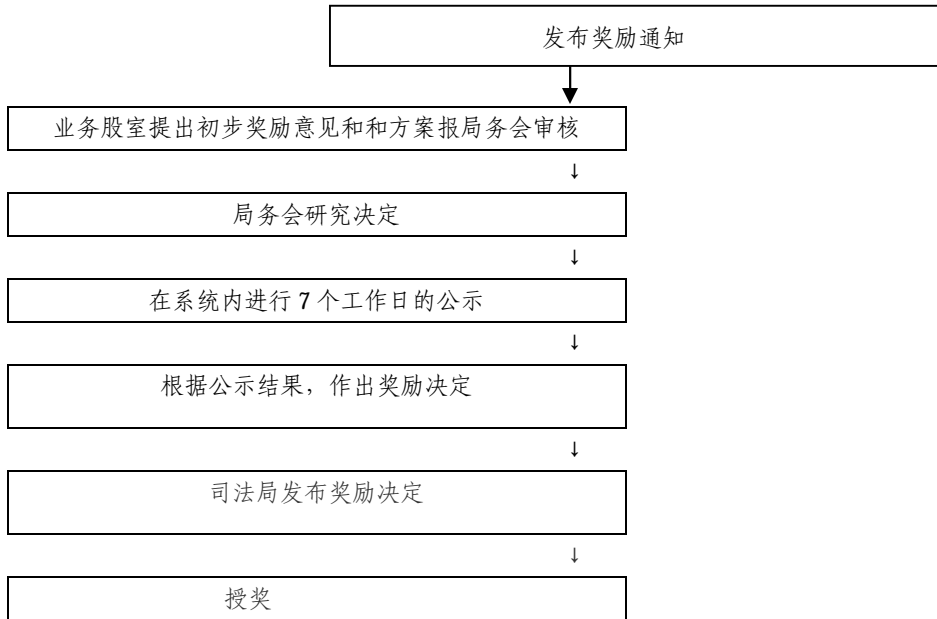 发布奖励通知
业务股室提出初步奖励意见和和方案报局务会审核
↓
局务会研究决定
↓
在系统内进行 7 个工作日的公示
↓
根据公示结果，作出奖励决定
↓
司法局发布奖励决定
↓
授奖